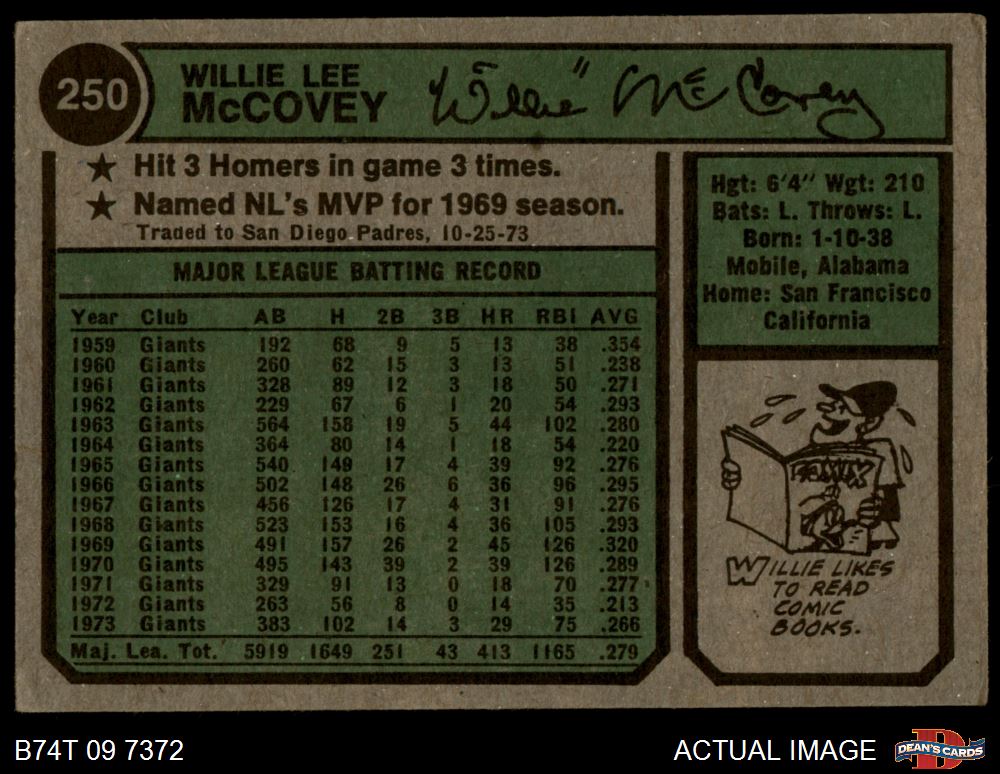 250
WILLIE LEE
McCOVEY
"Willie" McCovey
★ Hit 3 Homers in game 3 times.
★ Named NL's MVP for 1969 season.
Traded to San Diego Padres, 10-25-73
MAJOR LEAGUE BATTING RECORD
Year Club AB H 2B 3B HR RBI AVG
1959 Giants 192 68 9 5 13 38 .354
1960 Giants 260 62 15 3 13 51 .238
1961 Giants 328 89 12 3 18 50 .271
1962 Giants 229 67 6 1 20 54 .293
1963 Giants 564 158 19 5 44 102 .280
1964 Giants 364 80 14 1 18 54 .220
1965 Giants 540 149 17 4 39 92 .276
1966 Giants 502 148 26 6 36 96 .295
1967 Giants 456 126 17 4 31 91 .276
1968 Giants 523 153 16 4 36 105 .293
1969 Giants 491 157 26 2 45 126 .320
1970 Giants 495 143 39 2 39 126 .289
1971 Giants 329 91 13 0 18 70 .277
1972 Giants 263 56 8 0 14 35 .213
1973 Giants 383 102 14 3 29 75 .266
Maj. Lea. Tot. 5919 1649 251 43 413 1165 .279
Hgt: 6'4" Wgt: 210
Bats: L. Throws: L.
Born: 1-10-38
Mobile, Alabama
Home: San Francisco
California
WILLIE LIKES
TO READ
COMIC
BOOKS.
B74T 09 7372
ACTUAL IMAGE
DEAN'S CARDS